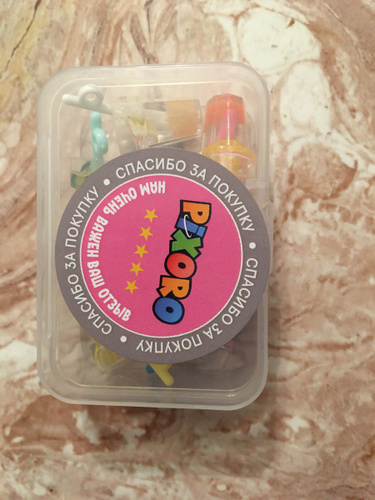 СПАСИБО ЗА ПОКУПКУ • СПАСИБО ЗА ПОКУПКУ • СПАСИБО ЗА ПОКУПКУ •
НАМ ОЧЕНЬ ВАЖЕН ВАШ ОТЗЫВ
PIXORO